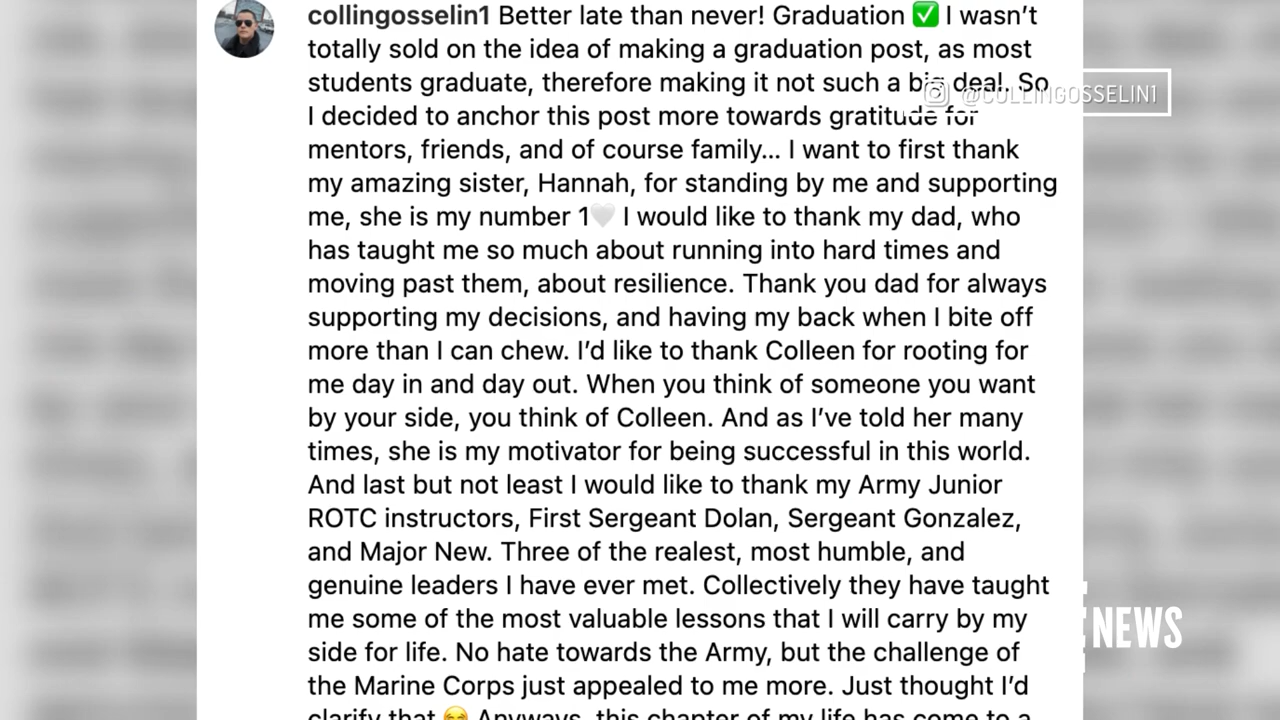 collingosselin1 Better late than never! Graduation ✅ I wasn't
totally sold on the idea of making a graduation post, as most
students graduate, therefore making it not such a big deal. So
@COLLINGOSSELIN1
I decided to anchor this post more towards gratitude for
mentors, friends, and of course family... I want to first thank
my amazing sister, Hannah, for standing by me and supporting
me, she is my number 1🤍 I would like to thank my dad, who
has taught me so much about running into hard times and
moving past them, about resilience. Thank you dad for always
supporting my decisions, and having my back when I bite off
more than I can chew. I'd like to thank Colleen for rooting for
me day in and day out. When you think of someone you want
by your side, you think of Colleen. And as I've told her many
times, she is my motivator for being successful in this world.
And last but not least I would like to thank my Army Junior
ROTC instructors, First Sergeant Dolan, Sergeant Gonzalez,
and Major New. Three of the realest, most humble, and
genuine leaders I have ever met. Collectively they have taught
me some of the most valuable lessons that I will carry by my
E NEWS
side for life. No hate towards the Army, but the challenge of
the Marine Corps just appealed to me more. Just thought I'd
clarify that 😄 Anyways, this chapter of my life has come to a